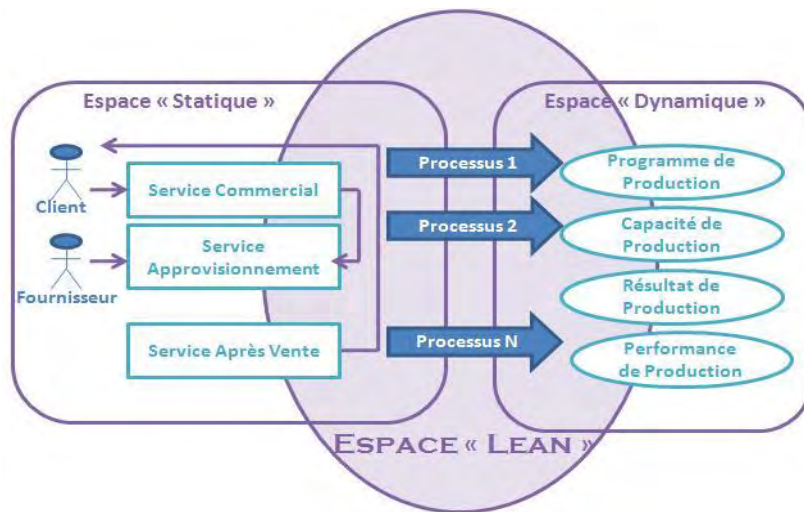 Espace « Statique »
Espace « Dynamique »
Client
Service Commercial
Fournisseur
Service
Approvisionnement
Service Après Vente
Processus 1
Processus 2
Processus N
Programme de
Production
Capacité de
Production
Résultat de
Production
Performance
de Production
ESPACE « LEAN »